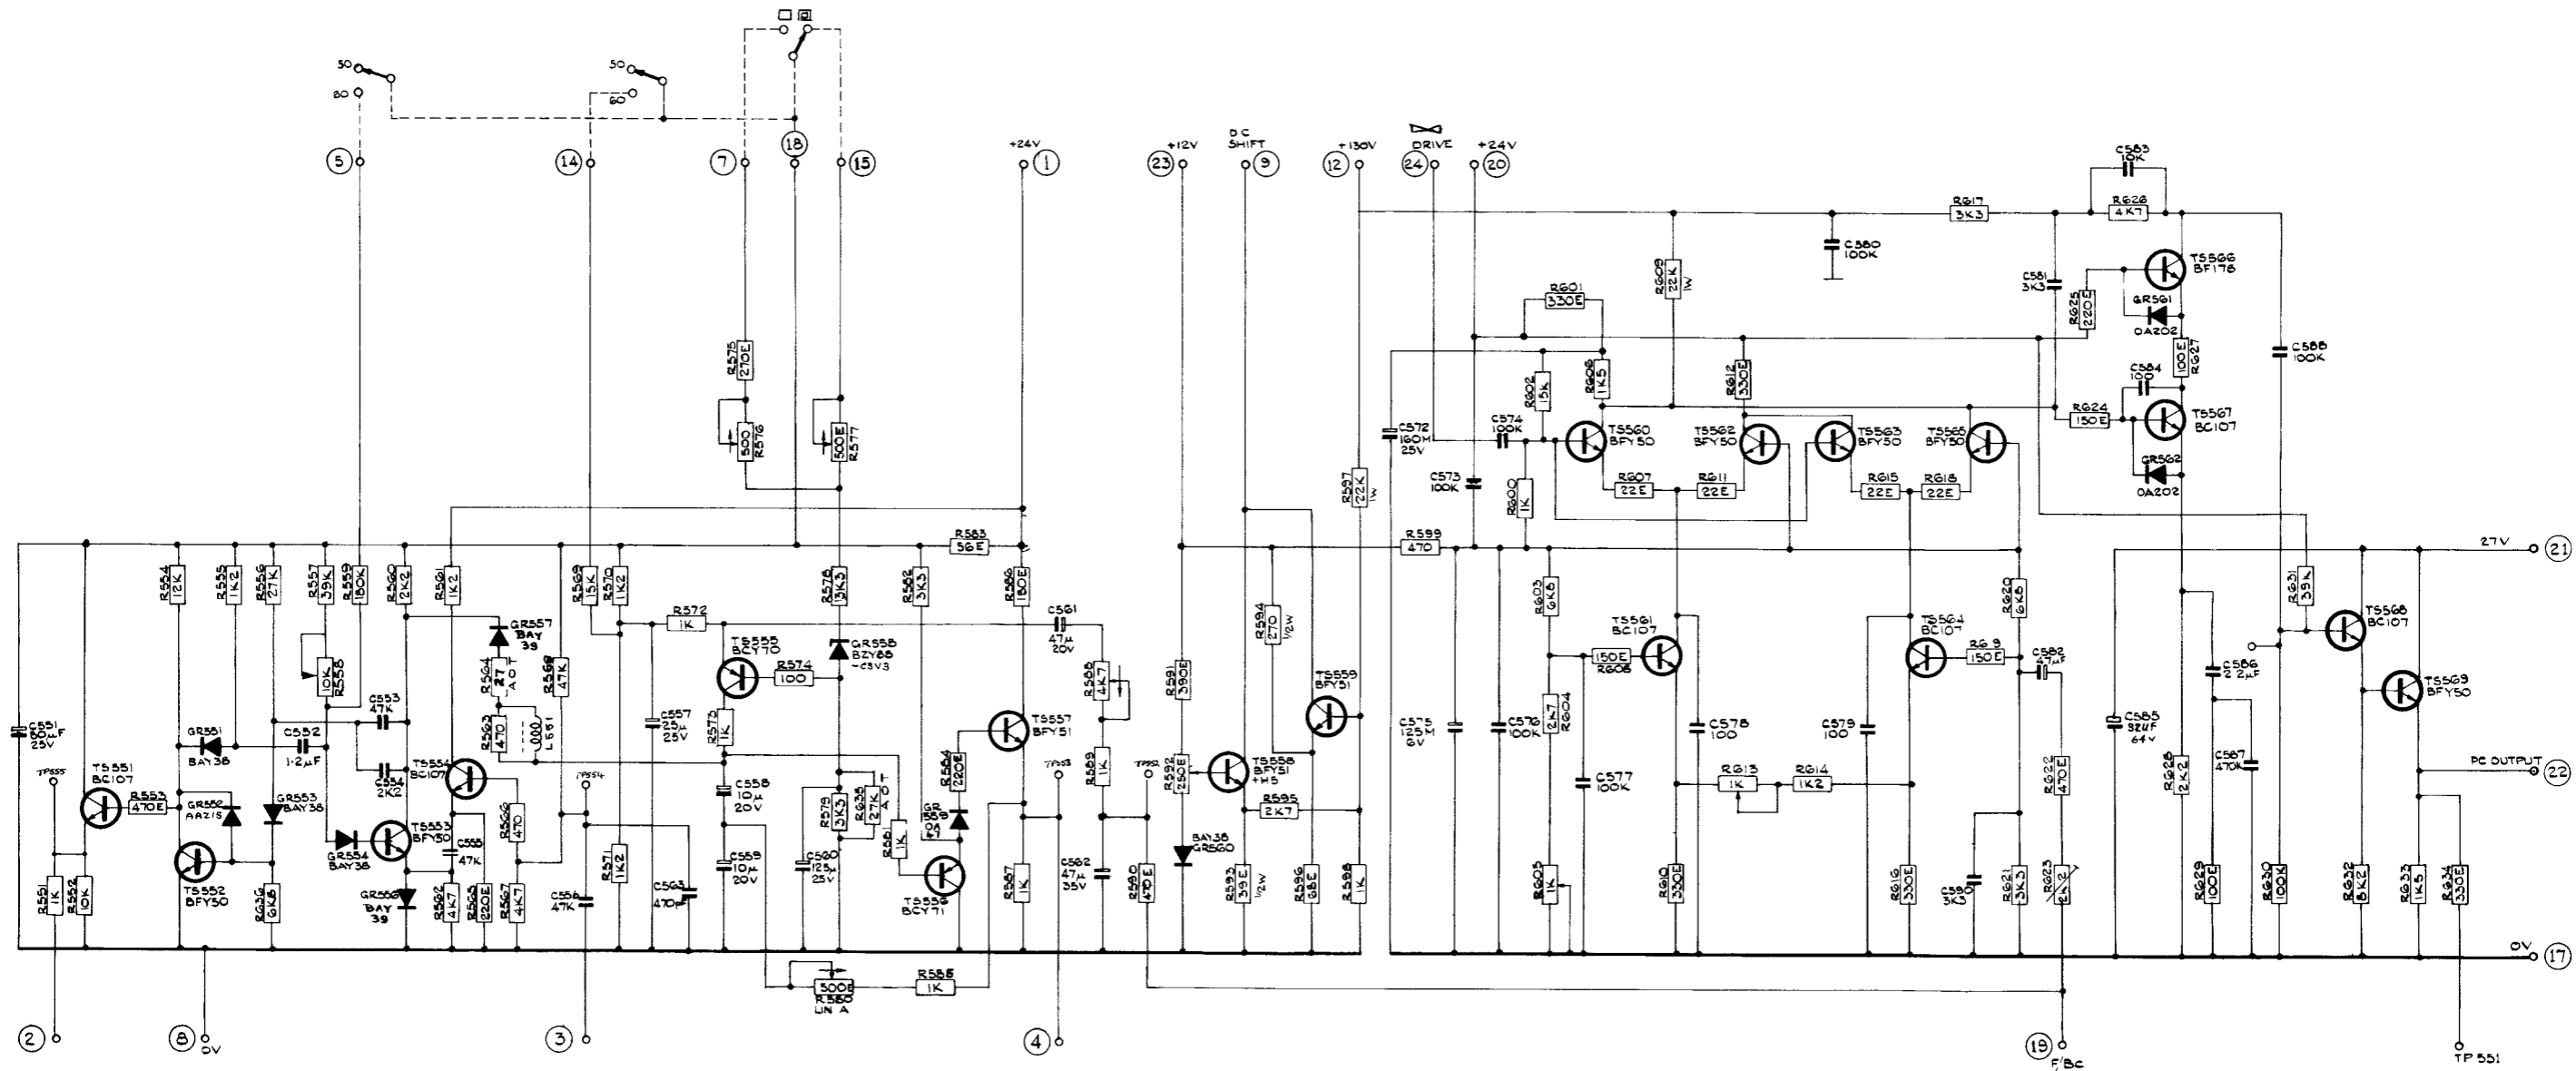 50
60
50
60
5
14
7
18
15
1
+24V
23
+12V
DC
SHIFT
9
12
+130V
24
DRIVE
+24V
20
C583
10K
R617
3K3
R626
4K7
C580
100K
R609
22K
1W
C581
3K3
R625
220E
TS566
BF178
GR561
OA202
R627
100E
C588
100K
R601
330E
R575
270E
R576
500
R577
500E
R602
15K
R606
1K5
R612
330E
C584
100
R624
150E
TS567
BC107
GR562
OA202
C572
160M
25V
C574
100K
TS560
BFY50
TS562
BFY50
TS563
BFY50
TS565
BFY50
C573
100K
R600
1K
R607
22E
R611
22E
R615
22E
R618
22E
R597
22K
1W
R583
56E
R599
470
27V
21
R554
12K
R555
1K2
R556
27K
R557
39K
R559
180K
R560
2K2
R561
1K2
R569
15K
R570
1K2
R578
3K3
R582
3K3
R586
180E
R594
270
1/2W
R603
6K8
R620
6K8
R631
39K
R572
1K
C561
47µ
20V
GR557
BAY
39
R564
27
AOT
R568
47K
TS555
BCY70
R574
100
GR558
BZY88
-C3V3
R558
10K
C553
47K
R563
470
L551
C557
25µF
25V
R573
1K
R588
4K7
R591
390E
TS559
BFY51
TS561
BC107
150E
R608
TS564
BC107
R619
150E
C582
47µF
C586
2.2µF
TS568
BC107
TS569
BFY50
C551
80µF
25V
GR551
BAY38
C552
1.2µF
C554
2K2
TS554
BC107
TS557
BFY51
R584
220E
R589
1K
TP555
TS551
BC107
R553
470E
GR552
AAZ15
GR553
BAY38
TP554
C558
10µ
20V
R579
3K3
R635
27K
AOT
R581
1K
GR
559
OA
47
TP553
TP552
R592
250E
TS558
BFY51
+HS
R595
2K7
C575
125M
6V
C576
100K
R604
2K7
C577
100K
C578
100
R613
1K
R614
1K2
C579
100
R622
470E
C585
32µF
64V
R628
2K2
C587
470K
PC OUTPUT
22
TS552
BFY50
GR554
BAY38
TS553
BFY50
C555
47K
R566
470
R571
1K2
C559
10µ
20V
C560
125µ
25V
TS556
BCY71
R587
1K
C562
47µ
35V
R590
470E
BAY38
GR560
R551
1K
R552
10K
R636
6K8
GR556
BAY
39
R562
4K7
R565
220E
R567
4K7
C556
47K
C563
470pF
R593
39E
1/2W
R596
68E
R598
1K
R605
1K
R610
330E
R616
330E
C590
3K3
R621
3K3
R623
2K2
R629
100E
R630
100K
R632
8K2
R633
1K5
R634
330E
0V
17
500E
R580
LIN A
R585
1K
2
8
0V
3
4
19
F/BC
TP 551